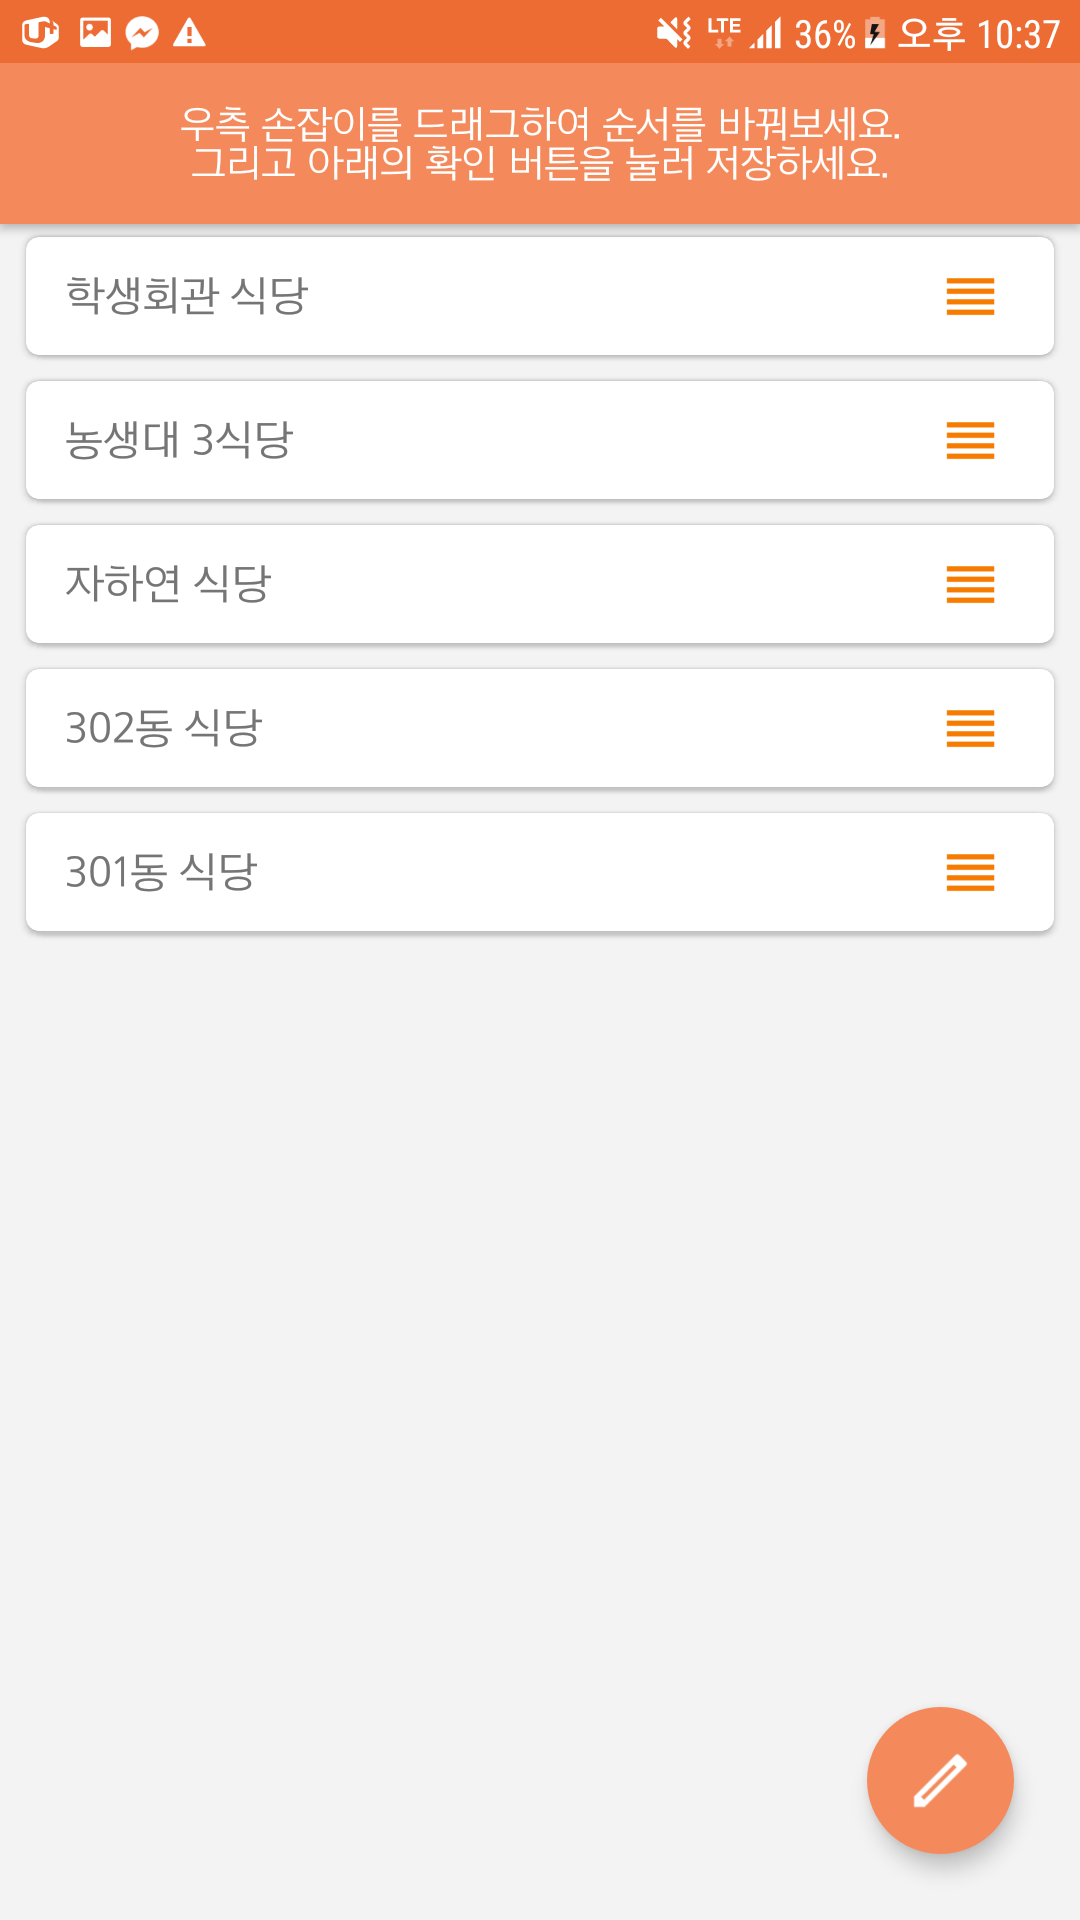 LTE 36% 오후 10:37
우측 손잡이를 드래그하여 순서를 바꿔보세요.
그리고 아래의 확인 버튼을 눌러 저장하세요.
학생회관 식당
농생대 3식당
자하연 식당
302동 식당
301동 식당